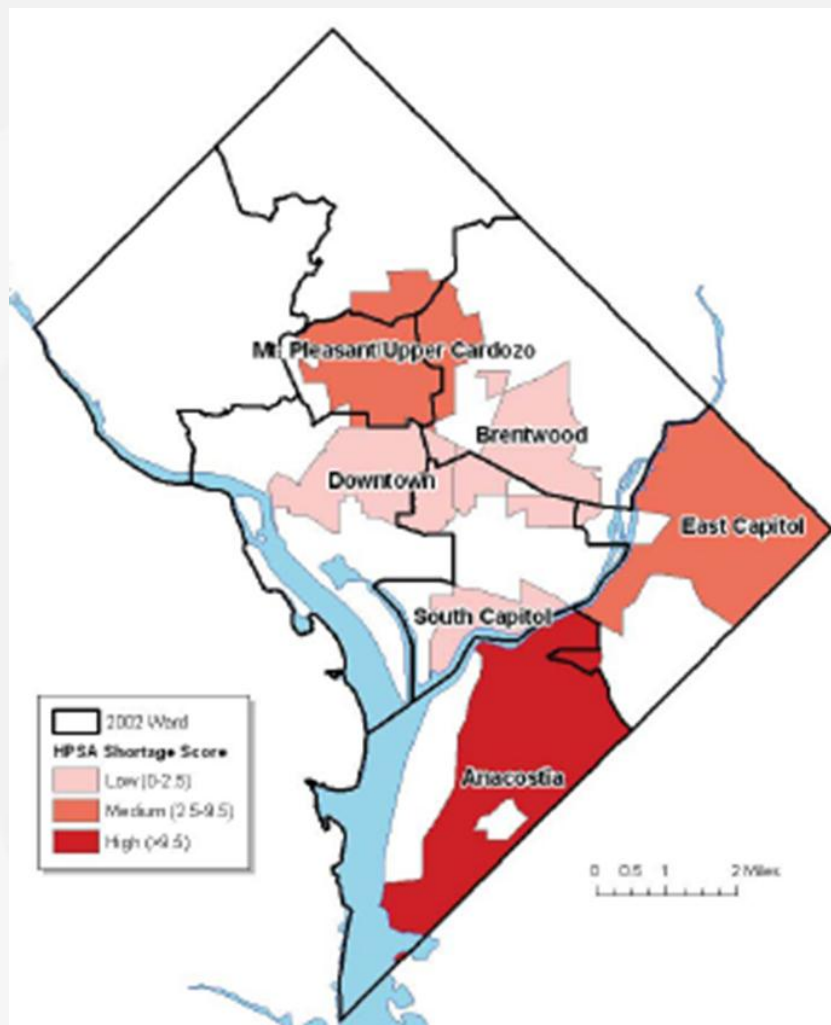 Mt. Pleasant/Upper Cardozo
Brentwood
Downtown
East Capitol
South Capitol
Anacostia
2002 Ward
HPSA Shortage Score
Low (0-2.5)
Medium (2.5-9.5)
High (>9.5)
0 0.5 1 2 Miles